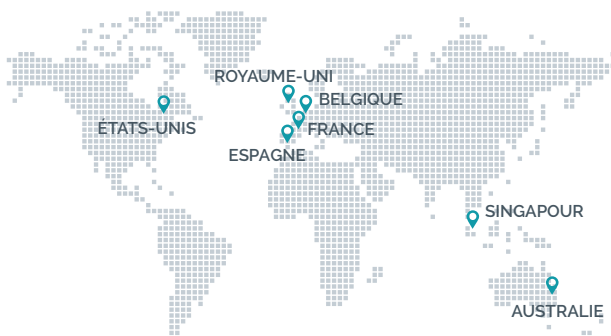 ROYAUME-UNI
BELGIQUE
ÉTATS-UNIS
FRANCE
ESPAGNE
SINGAPOUR
AUSTRALIE